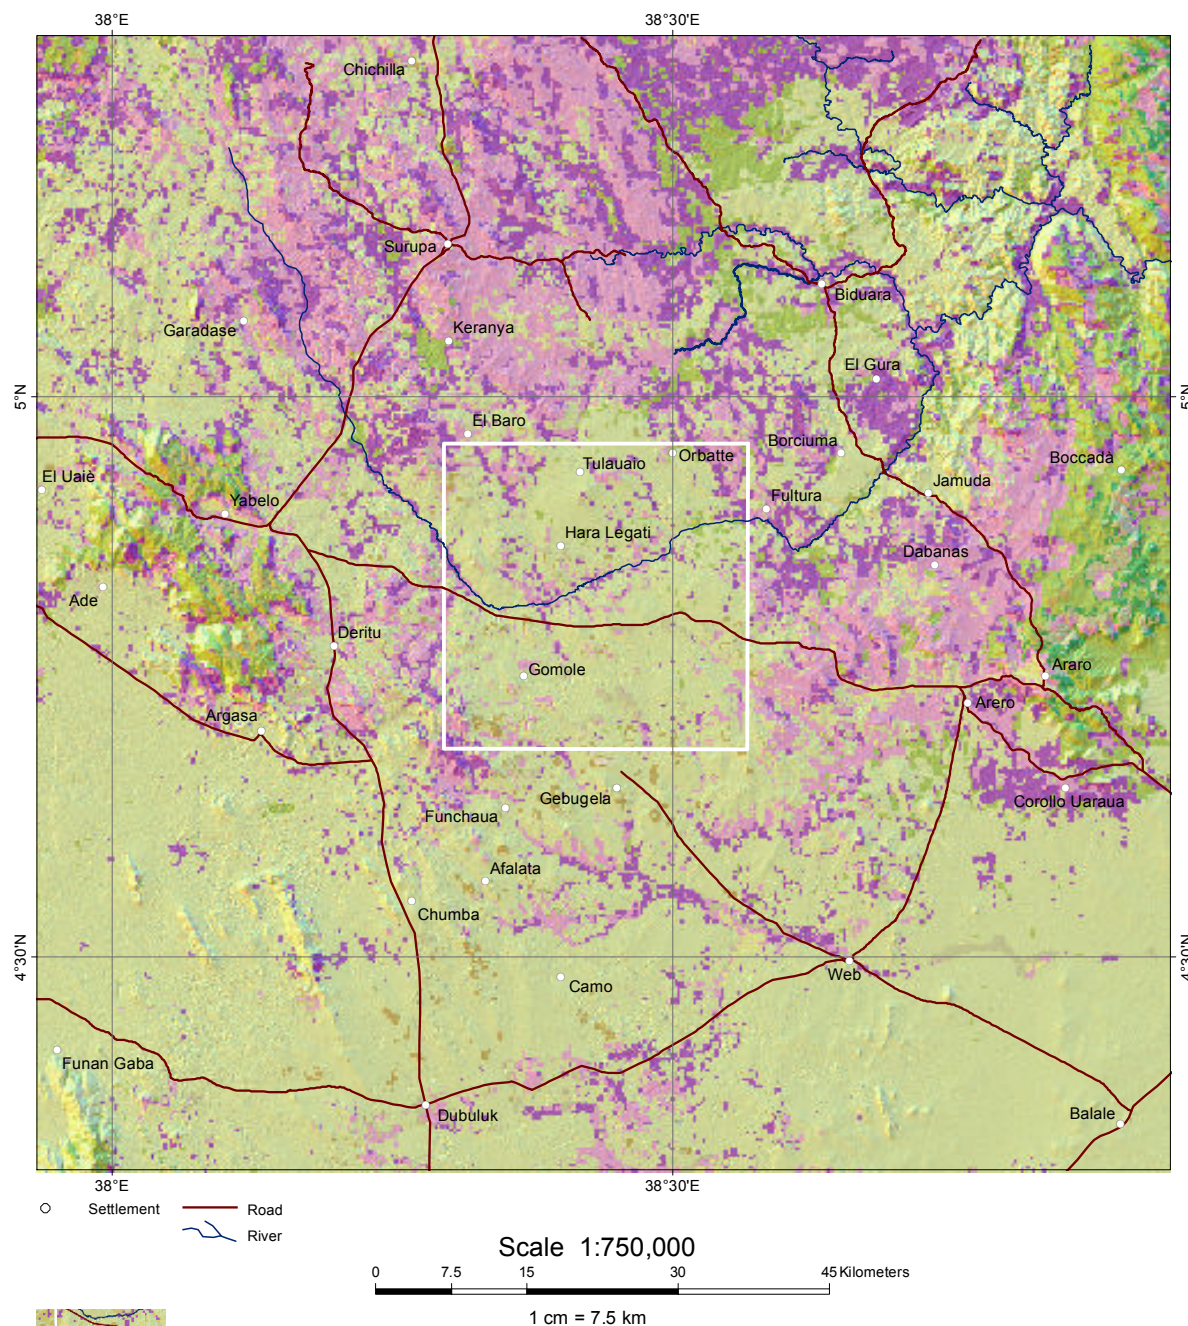 38°E
38°30'E
Chichilla
Surupa
Biduara
Garadase
Keranya
El Gura
5°N
5°N
El Baro
Borciuma
Tulauaio
Orbatte
Boccada
El Uaiè
Jamuda
Yabelo
Fultura
Hara Legati
Dabanas
Ade
Deritu
Araro
Gomole
Arero
Argasa
Gebugela
Corollo Uaraua
Funchaua
Afalata
Chumba
4°30'N
4°30'N
Web
Camo
Funan Gaba
Dubuluk
Balale
38°E
38°30'E
Settlement
Road
River
Scale 1:750,000
0 7.5 15 30 45 Kilometers
1 cm = 7.5 km